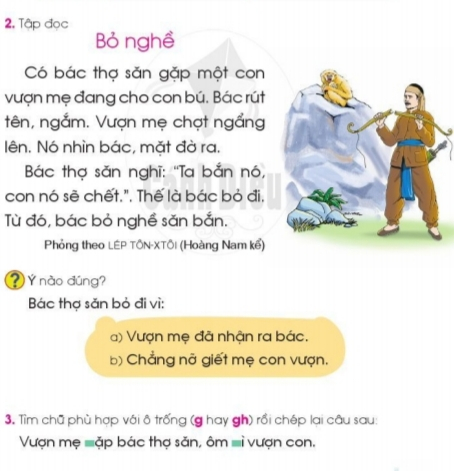 2. Tập đọc
Bỏ nghề
Có bác thợ săn gặp một con
vượn mẹ đang cho con bú. Bác rút
tên, ngắm. Vượn mẹ chợt ngẩng
lên. Nó nhìn bác, mặt đờ ra.
Bác thợ săn nghĩ: “Ta bắn nó,
con nó sẽ chết.”. Thế là bác bỏ đi.
Từ đó, bác bỏ nghề săn bắn.
Phỏng theo LÉP TÔN-XTÔI (Hoàng Nam kể)
? Ý nào đúng?
Bác thợ săn bỏ đi vì:
a) Vượn mẹ đã nhận ra bác.
b) Chẳng nỡ giết mẹ con vượn.
3. Tìm chữ phù hợp với ô trống (g hay gh) rồi chép lại câu sau:
Vượn mẹ ▪ặp bác thợ săn, ôm ▪ì vượn con.
Cánh Diều